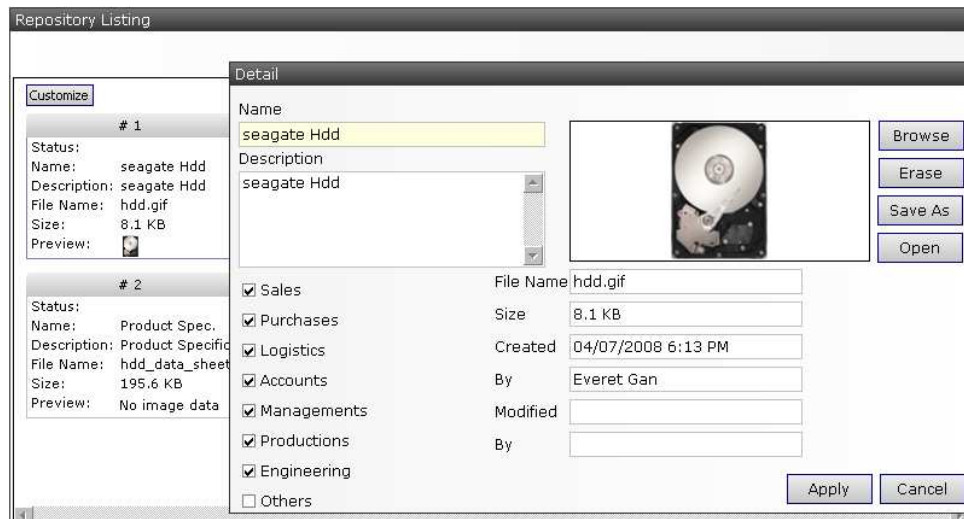 Repository Listing
Customize
# 1
Status:
Name: seagate Hdd
Description: seagate Hdd
File Name: hdd.gif
Size: 8.1 KB
Preview:
# 2
Status:
Name: Product Spec.
Description: Product Specific
File Name: hdd_data_sheet
Size: 195.6 KB
Preview: No image data
Detail
Name
seagate Hdd
Description
seagate Hdd
Browse
Erase
Save As
Open
Sales
Purchases
Logistics
Accounts
Managements
Productions
Engineering
Others
File Name hdd.gif
Size 8.1 KB
Created 04/07/2008 6:13 PM
By Everet Gan
Modified
By
Apply Cancel